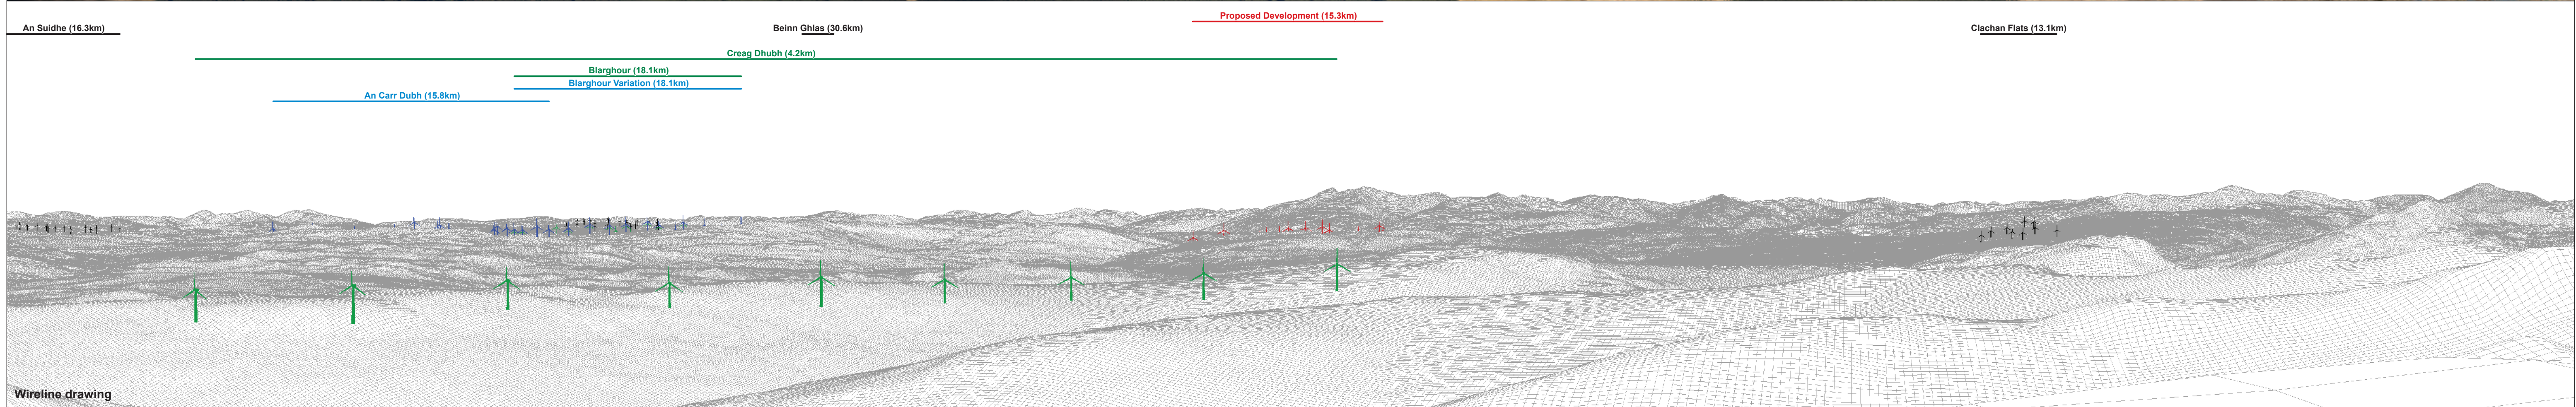 Proposed Development (15.3km)
An Suidhe (16.3km)
Beinn Ghlas (30.6km)
Clachan Flats (13.1km)
Creag Dhubh (4.2km)
Blarghour (18.1km)
Blarghour Variation (18.1km)
An Carr Dubh (15.8km)
Wireline drawing